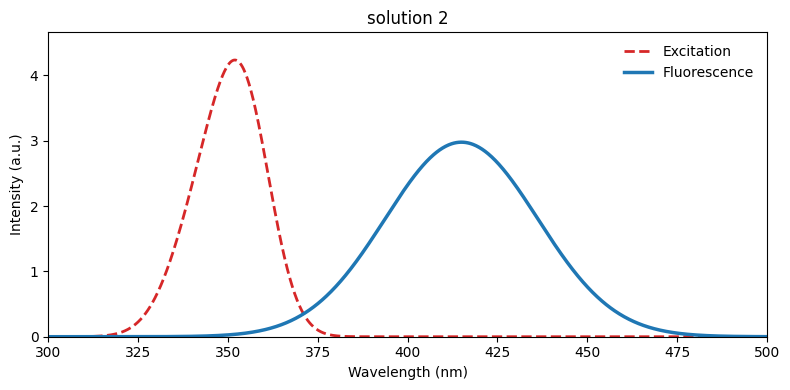 solution 2
Excitation
Fluorescence
Intensity (a.u.)
4
3
2
1
0
300 325 350 375 400 425 450 475 500
Wavelength (nm)